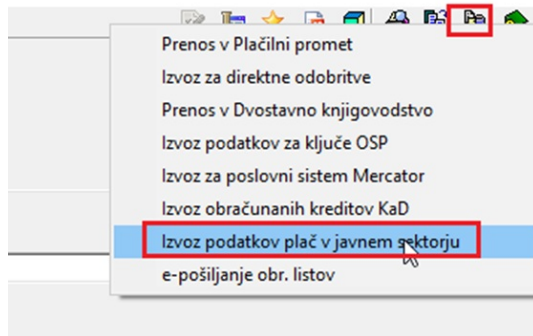 Prenos v Plačilni promet
Izvoz za direktne odobritve
Prenos v Dvostavno knjigovodstvo
Izvoz podatkov za ključe OSP
Izvoz za poslovni sistem Mercator
Izvoz obračunanih kreditov KaD
Izvoz podatkov plač v javnem sektorju
e-pošiljanje obr. listov